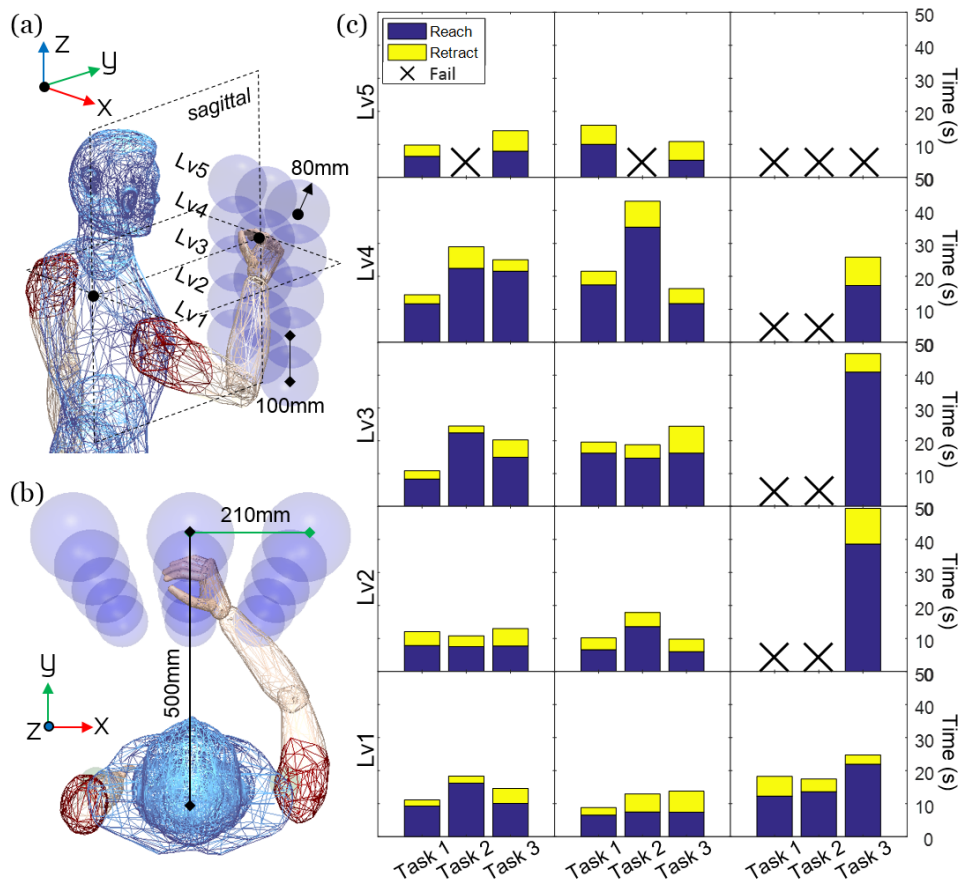 (a)
Z
y
X
sagittal
Lv5
Lv4
Lv3
Lv2
Lv1
80mm
100mm
(b)
210mm
500mm
y
Z
X
(c)
Reach
Retract
Fail
Lv5
50
40
30
20
10
Time (s)
Lv4
50
40
30
20
10
Time (s)
Lv3
50
40
30
20
10
Time (s)
Lv2
50
40
30
20
10
Time (s)
Lv1
50
40
30
20
10
0
Time (s)
Task 1 Task 2 Task 3 Task 1 Task 2 Task 3 Task 1 Task 2 Task 3